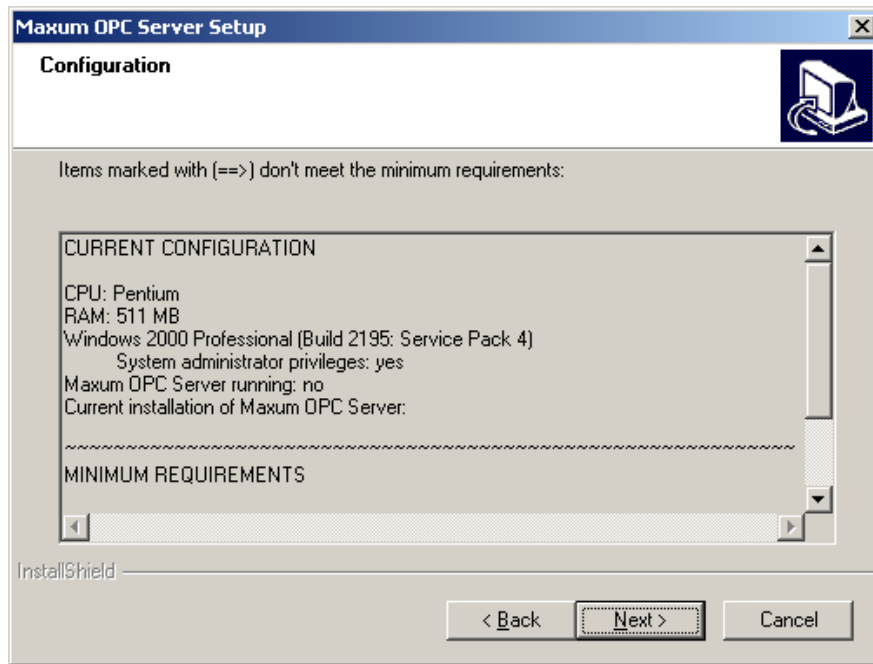 Maxum OPC Server Setup
Configuration
Items marked with (==>) don't meet the minimum requirements:
CURRENT CONFIGURATION
CPU: Pentium
RAM: 511 MB
Windows 2000 Professional (Build 2195: Service Pack 4)
System administrator privileges: yes
Maxum OPC Server running: no
Current installation of Maxum OPC Server:
~~~~~~~~~~~~~~~~~~~~~~~~~~~~~~~~~~~~~~~~~~~~~~~~~~~~~~~~~~~~~
MINIMUM REQUIREMENTS
InstallShield
< Back Next > Cancel